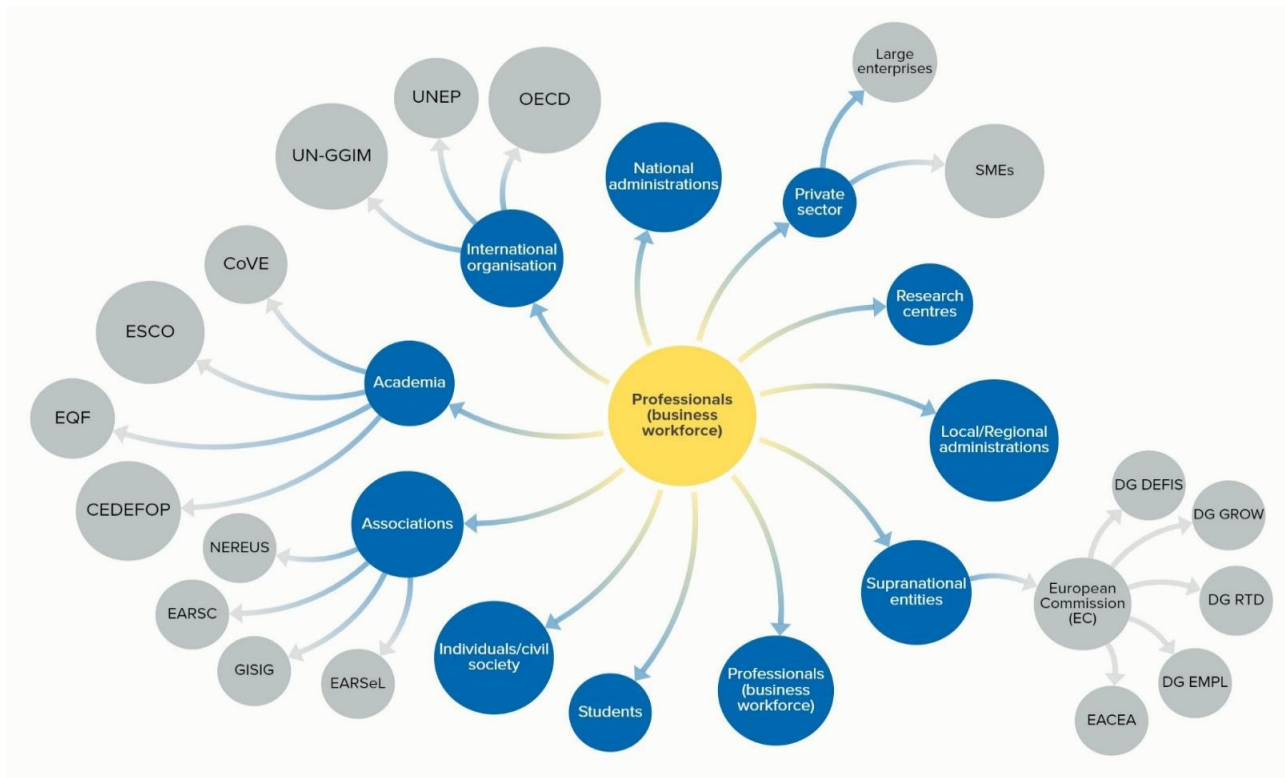 Large
enterprises
UNEP
OECD
UN-GGIM
National
administrations
Private
sector
SMEs
International
organisation
CoVE
Research
centres
ESCO
Academia
Professionals
(business
workforce)
EQF
Local/Regional
administrations
CEDEFOP
Associations
DG DEFIS
DG GROW
NEREUS
Supranational
entities
European
Commission
(EC)
DG RTD
EARSC
GISIG
EARSeL
Individuals/civil
society
Students
Professionals
(business
workforce)
DG EMPL
EACEA